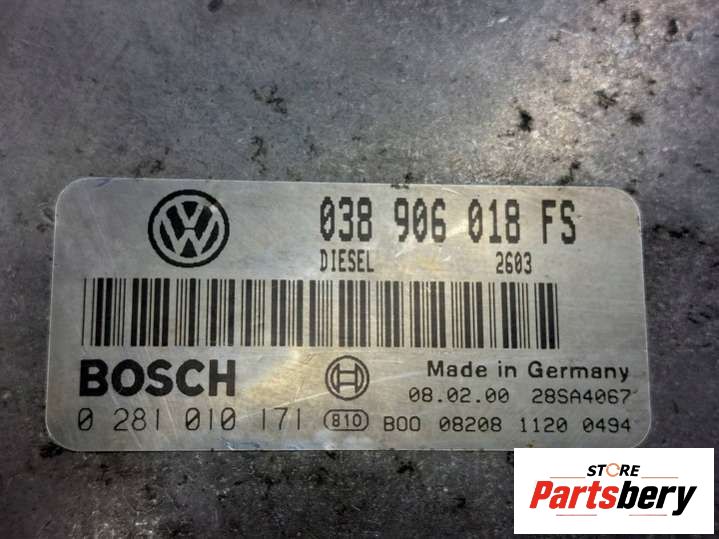 038 906 018 FS
DIESEL 2603
BOSCH
Made in Germany
08.02.00 28SA4067
0 281 010 171 810 B00 08208 1120 0494
STORE
Partsbery